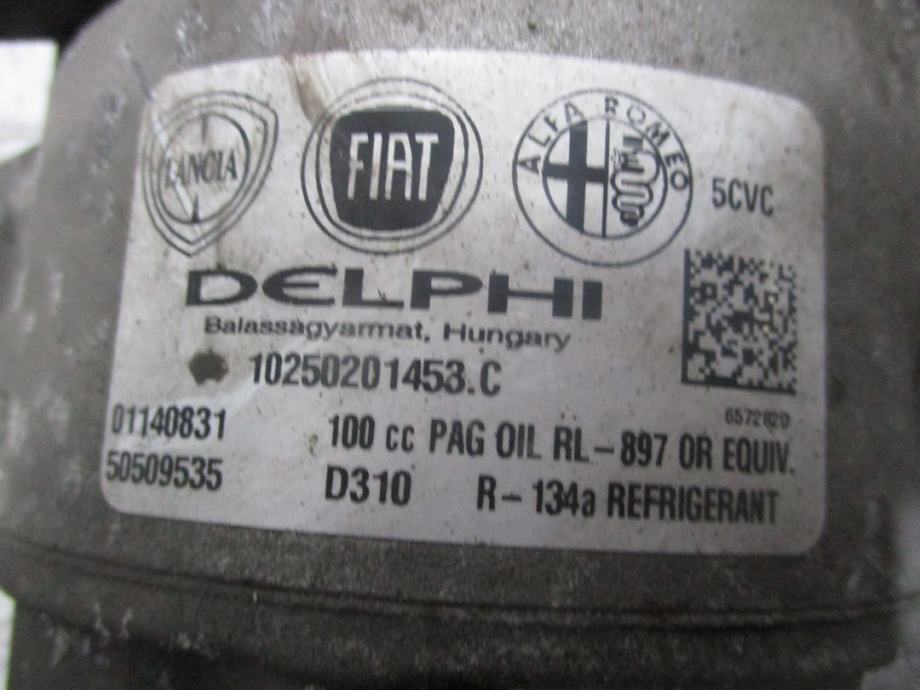 LANCIA
FIAT
ALFA ROMEO
5CVC
DELPHI
Balassagyarmat, Hungary
10250201453.C
6572820
01140831
100 cc PAG OIL RL-897 OR EQUIV.
50509535
D310
R-134a REFRIGERANT